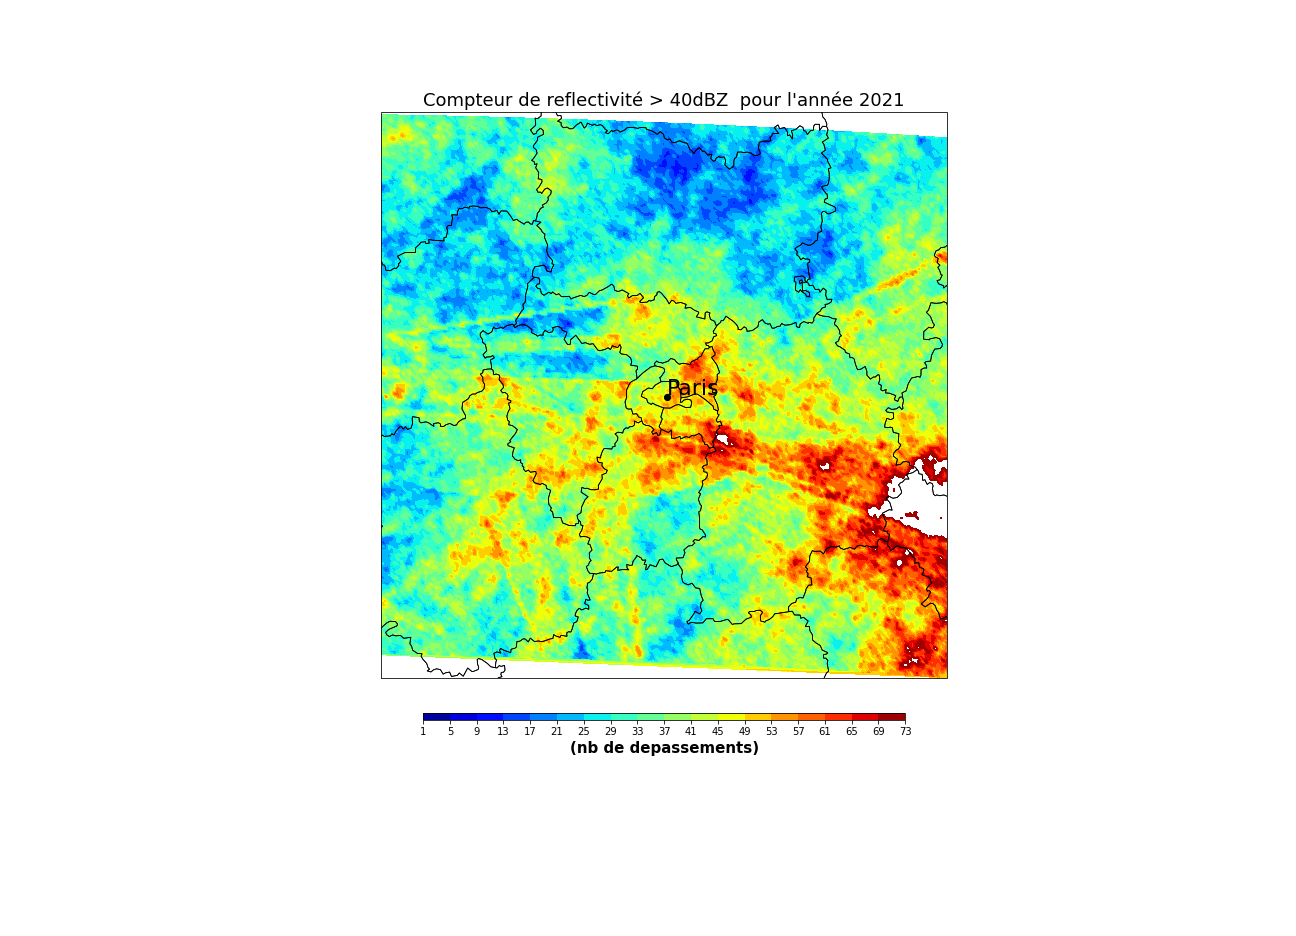 Compteur de reflectivité > 40dBZ  pour l'année 2021
Paris
1 5 9 13 17 21 25 29 33 37 41 45 49 53 57 61 65 69 73
(nb de depassements)